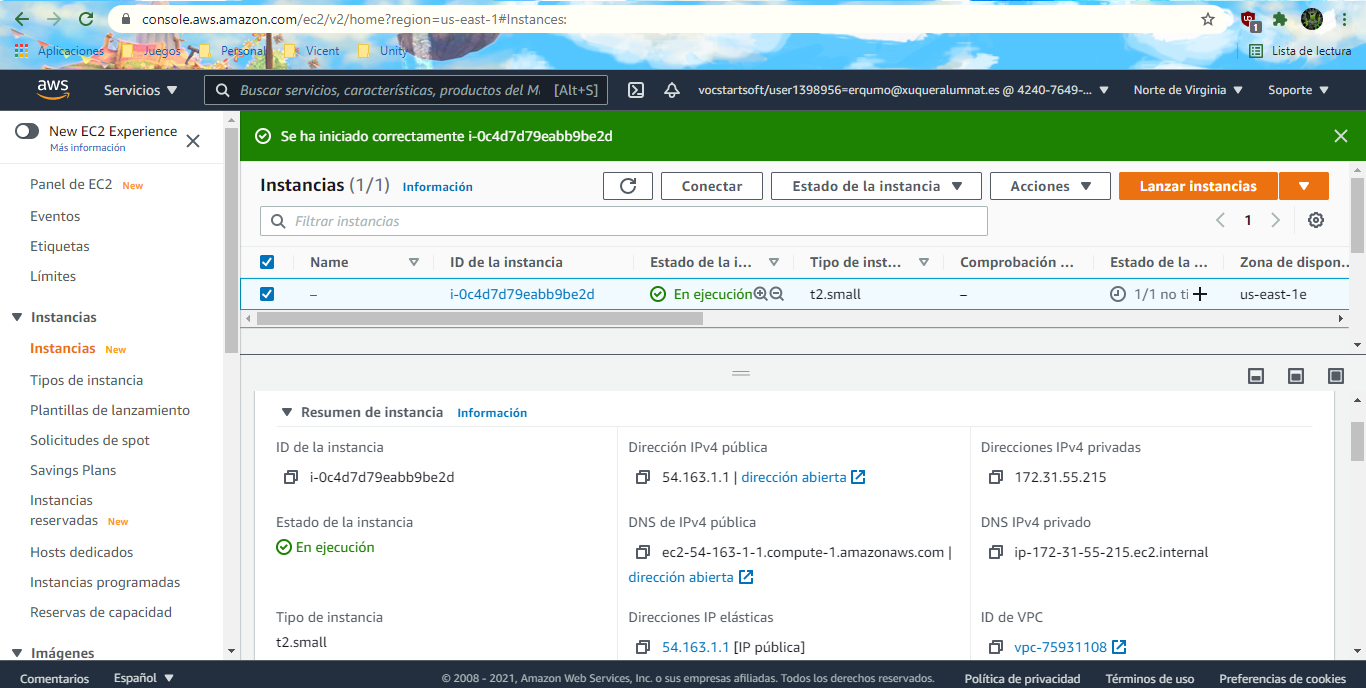 console.aws.amazon.com/ec2/v2/home?region=us-east-1#Instances:
1
Aplicaciones Juegos Personal Vicent Unity Lista de lectura
aws Servicios Buscar servicios, características, productos del M [Alt+S] vocstartsoft/user1398956=erqumo@xuqueralumnat.es @ 4240-7649-... Norte de Virginia Soporte
New EC2 Experience
Más información
Se ha iniciado correctamente i-0c4d7d79eabb9be2d
Panel de EC2 New
Eventos
Etiquetas
Límites
Instancias
Instancias New
Tipos de instancia
Plantillas de lanzamiento
Solicitudes de spot
Savings Plans
Instancias
reservadas New
Hosts dedicados
Instancias programadas
Reservas de capacidad
Imágenes
Instancias (1/1) Información Conectar Estado de la instancia Acciones Lanzar instancias
Filtrar instancias 1
Name ID de la instancia Estado de la i... Tipo de inst... Comprobación ... Estado de la ... Zona de dispon
– i-0c4d7d79eabb9be2d En ejecución t2.small – 1/1 no ti us-east-1e
Resumen de instancia Información
ID de la instancia
i-0c4d7d79eabb9be2d
Dirección IPv4 pública
54.163.1.1 | dirección abierta
Direcciones IPv4 privadas
172.31.55.215
Estado de la instancia
En ejecución
DNS de IPv4 pública
ec2-54-163-1-1.compute-1.amazonaws.com |
dirección abierta
DNS IPv4 privado
ip-172-31-55-215.ec2.internal
Tipo de instancia
t2.small
Direcciones IP elásticas
54.163.1.1 [IP pública]
ID de VPC
vpc-75931108
Comentarios Español © 2008 - 2021, Amazon Web Services, Inc. o sus empresas afiliadas. Todos los derechos reservados. Política de privacidad Términos de uso Preferencias de cookies